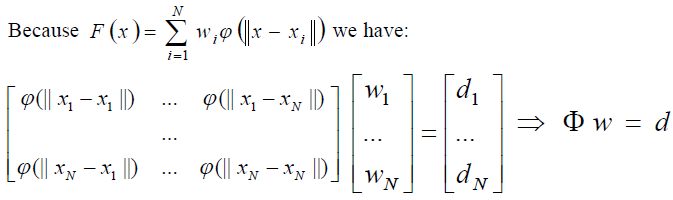 Because F(x) = ∑_{i=1}^{N} w_i φ(‖x − x_i‖) we have:
[ φ(‖ x_1 − x_1 ‖) ... φ(‖ x_1 − x_N ‖) ] [ w_1 ] = [ d_1 ]
[ ... ] [ ... ] = [ ... ] ⇒ Φ w = d
[ φ(‖ x_N − x_1 ‖) ... φ(‖ x_N − x_N ‖) ] [ w_N ] = [ d_N ]